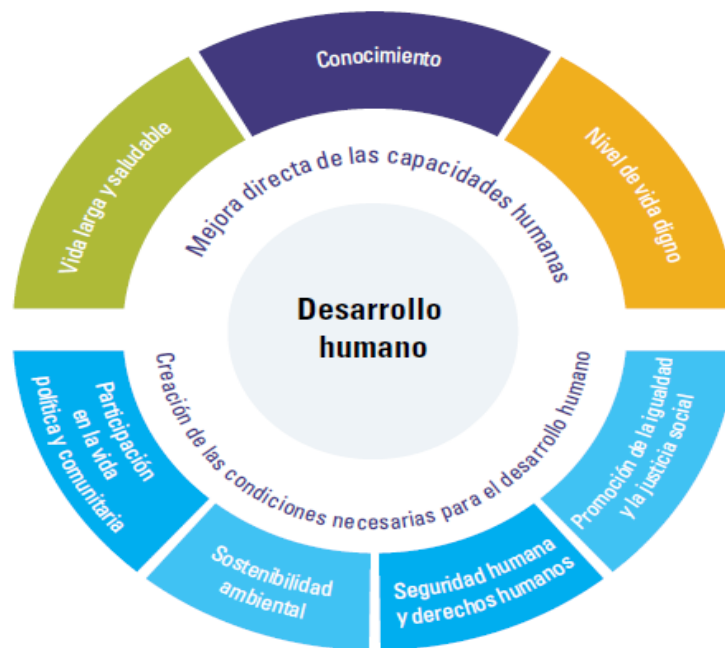 Conocimiento
Vida larga y saludable
Nivel de vida digno
Mejora directa de las capacidades humanas
Desarrollo
humano
Creación de las condiciones necesarias para el desarrollo humano
Participación
en la vida
política y comunitaria
Sostenibilidad
ambiental
Seguridad humana
y derechos humanos
Promoción de la igualdad
y la justicia social